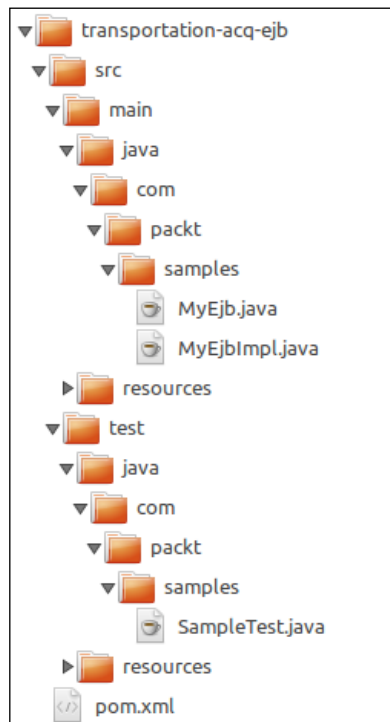 transportation-acq-ejb
src
main
java
com
packt
samples
MyEjb.java
MyEjbImpl.java
resources
test
java
com
packt
samples
SampleTest.java
resources
pom.xml